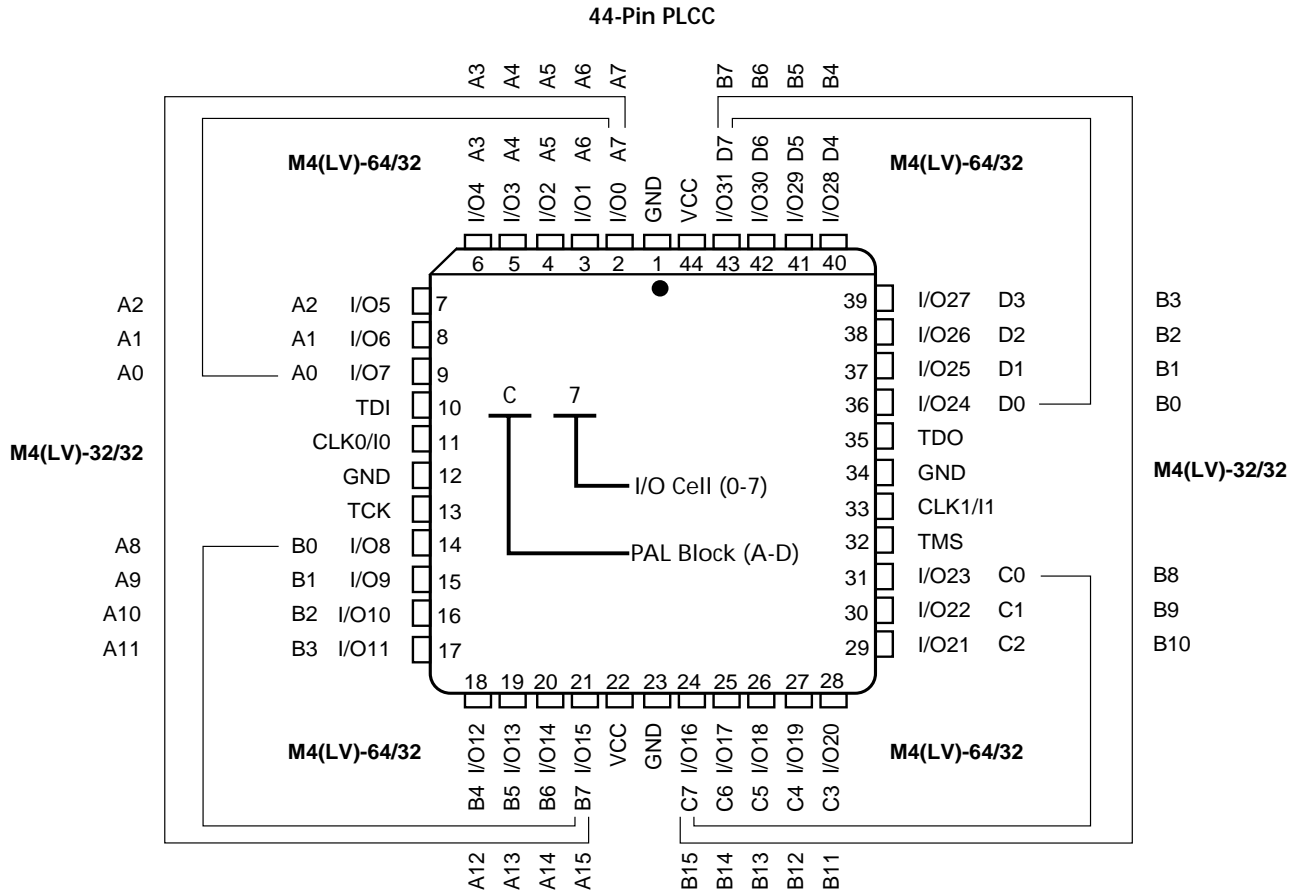 44-Pin PLCC
A3 A4 A5 A6 A7 B7 B6 B5 B4
M4(LV)-64/32 A3 A4 A5 A6 A7 D7 D6 D5 D4 M4(LV)-64/32
I/O4 I/O3 I/O2 I/O1 I/O0 GND VCC I/O31 I/O30 I/O29 I/O28
6 5 4 3 2 1 44 43 42 41 40
A2 A2 I/O5 7 39 I/O27 D3 B3
A1 A1 I/O6 8 38 I/O26 D2 B2
A0 A0 I/O7 9 37 I/O25 D1 B1
TDI 10 C 7 36 I/O24 D0 B0
CLK0/I0 11 35 TDO
M4(LV)-32/32 M4(LV)-32/32
GND 12 34 GND
I/O Cell (0-7)
TCK 13 33 CLK1/I1
A8 B0 I/O8 14 PAL Block (A-D) 32 TMS
A9 B1 I/O9 15 31 I/O23 C0 B8
A10 B2 I/O10 16 30 I/O22 C1 B9
A11 B3 I/O11 17 29 I/O21 C2 B10
18 19 20 21 22 23 24 25 26 27 28
M4(LV)-64/32 I/O12 I/O13 I/O14 I/O15 VCC GND I/O16 I/O17 I/O18 I/O19 I/O20 M4(LV)-64/32
B4 B5 B6 B7 C7 C6 C5 C4 C3
A12 A13 A14 A15 B15 B14 B13 B12 B11